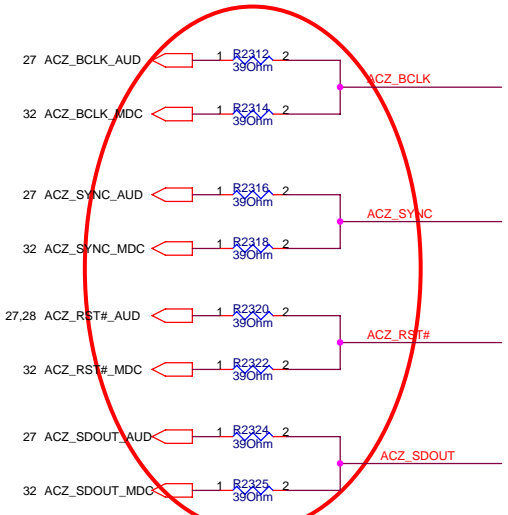 27 ACZ_BCLK_AUD 1 R2312 2
39Ohm
ACZ_BCLK
32 ACZ_BCLK_MDC 1 R2314 2
39Ohm
27 ACZ_SYNC_AUD 1 R2316 2
39Ohm
ACZ_SYNC
32 ACZ_SYNC_MDC 1 R2318 2
39Ohm
27,28 ACZ_RST#_AUD 1 R2320 2
39Ohm
ACZ_RST#
32 ACZ_RST#_MDC 1 R2322 2
39Ohm
27 ACZ_SDOUT_AUD 1 R2324 2
39Ohm
ACZ_SDOUT
32 ACZ_SDOUT_MDC 1 R2325 2
39Ohm